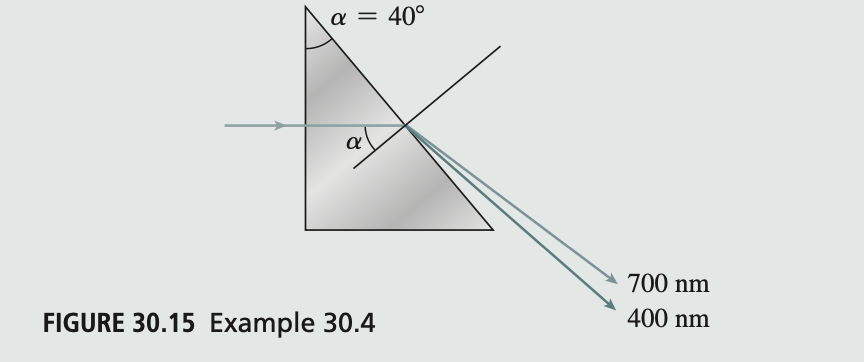 α = 40°
α
700 nm
400 nm
FIGURE 30.15 Example 30.4